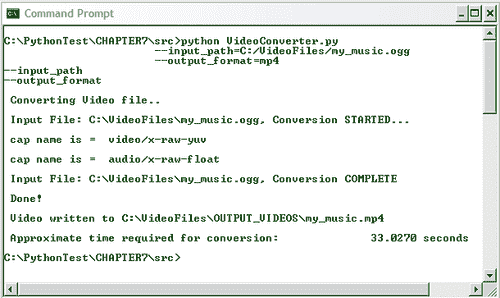 Command Prompt
C:\PythonTest\CHAPTER7\src>python VideoConverter.py
--input_path=C:/VideoFiles/my_music.ogg
--output_format=mp4
--input_path
--output_format
Converting Video file..
Input File: C:\VideoFiles\my_music.ogg, Conversion STARTED...
cap name is =  video/x-raw-yuv
cap name is =  audio/x-raw-float
Input File: C:\VideoFiles\my_music.ogg, Conversion COMPLETE
Done!
Video written to C:\VideoFiles\OUTPUT_VIDEOS\my_music.mp4
Approximate time required for conversion: 33.0270 seconds
C:\PythonTest\CHAPTER7\src>